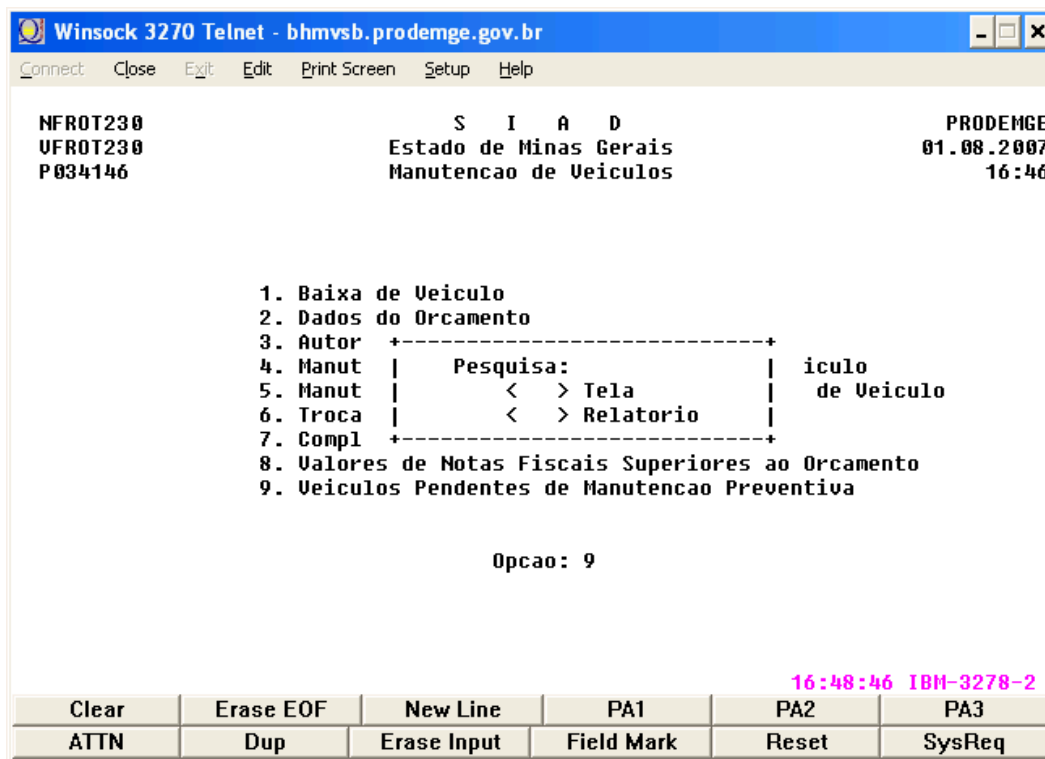 Winsock 3270 Telnet - bhmvsb.prodemge.gov.br
Connect Close Exit Edit Print Screen Setup Help
NFROT230 S I A D PRODEMGE
VFROT230 Estado de Minas Gerais 01.08.2007
P034146 Manutencao de Veiculos 16:46
1. Baixa de Veiculo
2. Dados do Orcamento
3. Autor +----------------------------+
4. Manut | Pesquisa: | iculo
5. Manut | < > Tela | de Veiculo
6. Troca | < > Relatorio |
7. Compl +----------------------------+
8. Valores de Notas Fiscais Superiores ao Orcamento
9. Veiculos Pendentes de Manutencao Preventiva
Opcao: 9
16:48:46 IBM-3278-2
Clear Erase EOF New Line PA1 PA2 PA3
ATTN Dup Erase Input Field Mark Reset SysReq